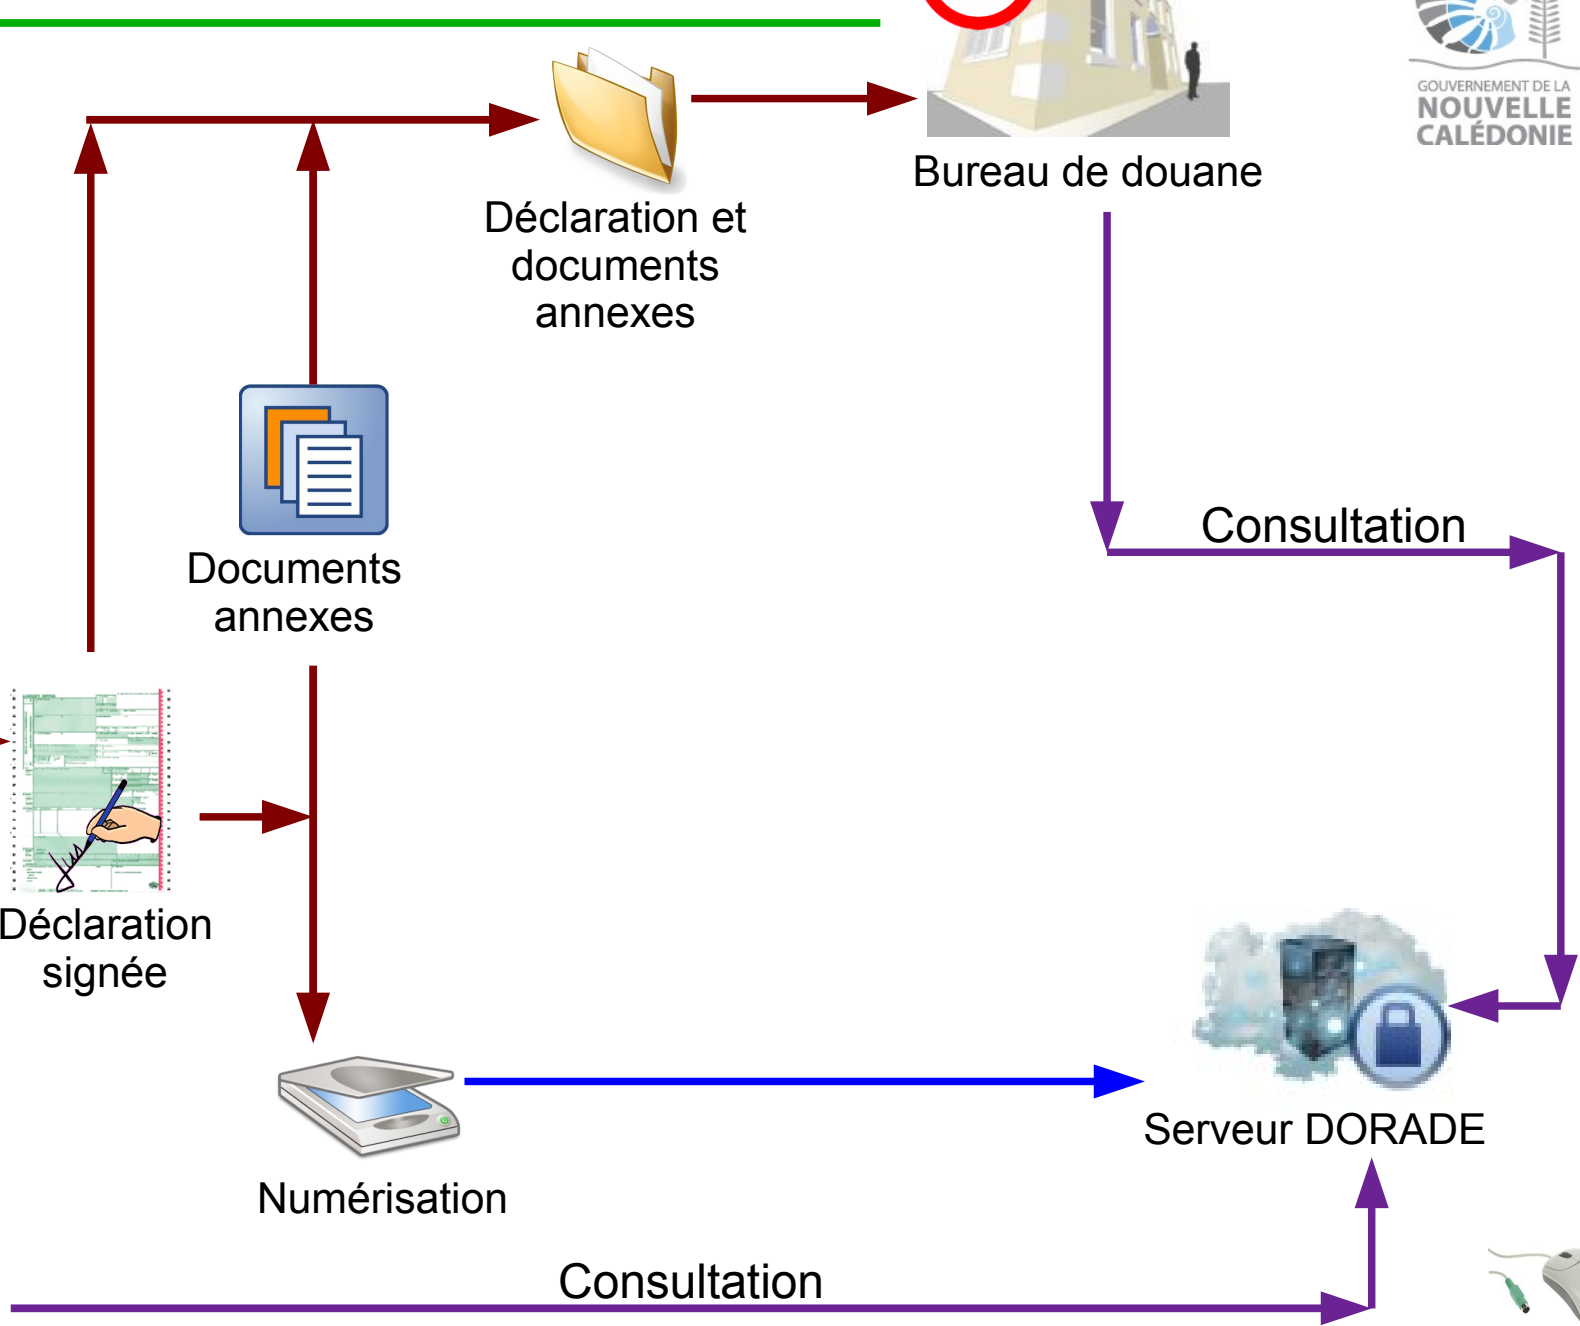 GOUVERNEMENT DE LA
NOUVELLE
CALÉDONIE
Bureau de douane
Déclaration et
documents
annexes
Consultation
Documents
annexes
Déclaration
signée
Serveur DORADE
Numérisation
Consultation